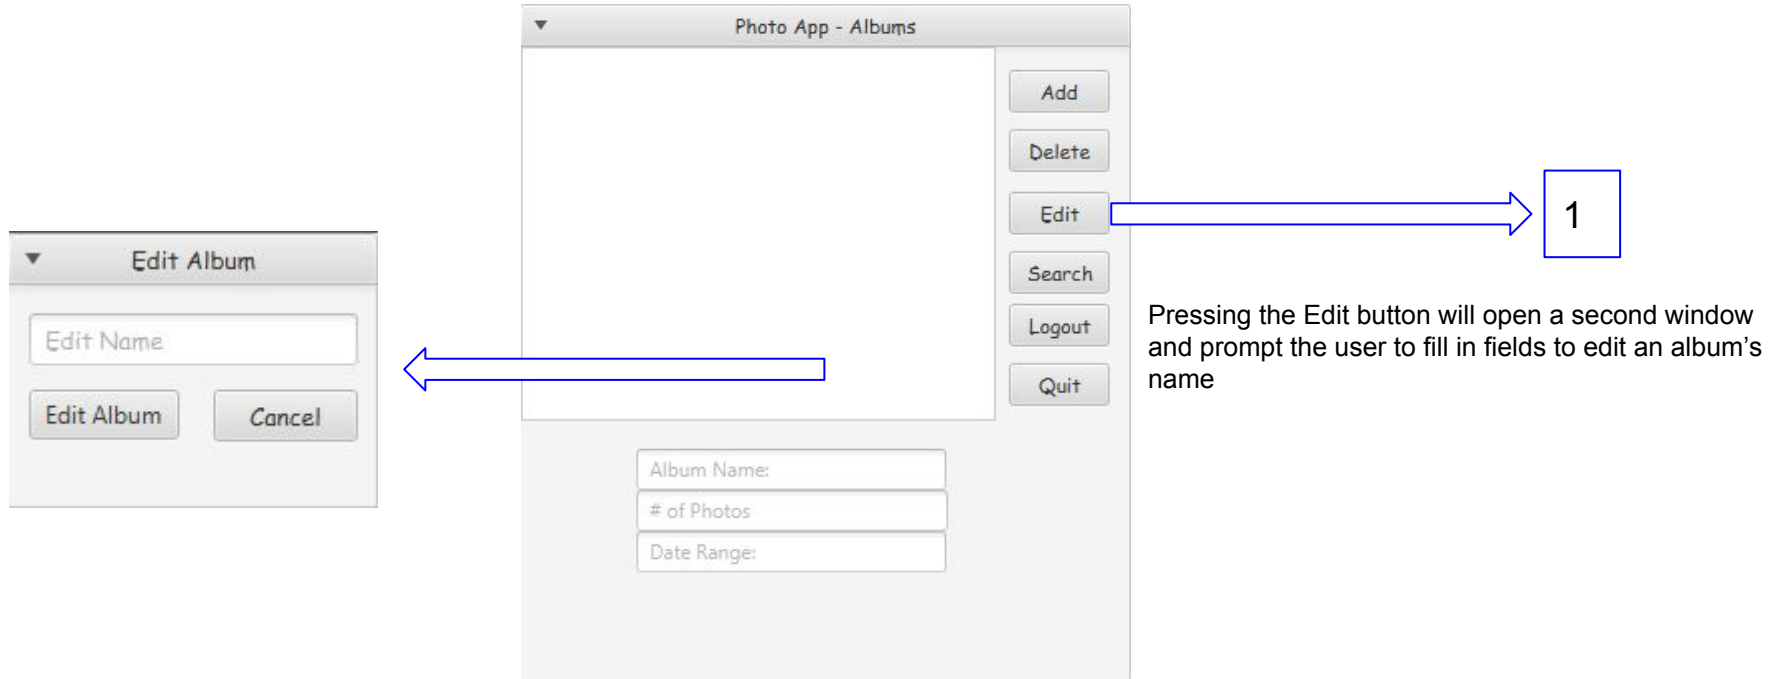 Photo App - Albums
Add
Delete
Edit
1
Search
Logout
Quit
Pressing the Edit button will open a second window
and prompt the user to fill in fields to edit an album’s
name
Edit Album
Edit Name
Edit Album
Cancel
Album Name:
# of Photos
Date Range: